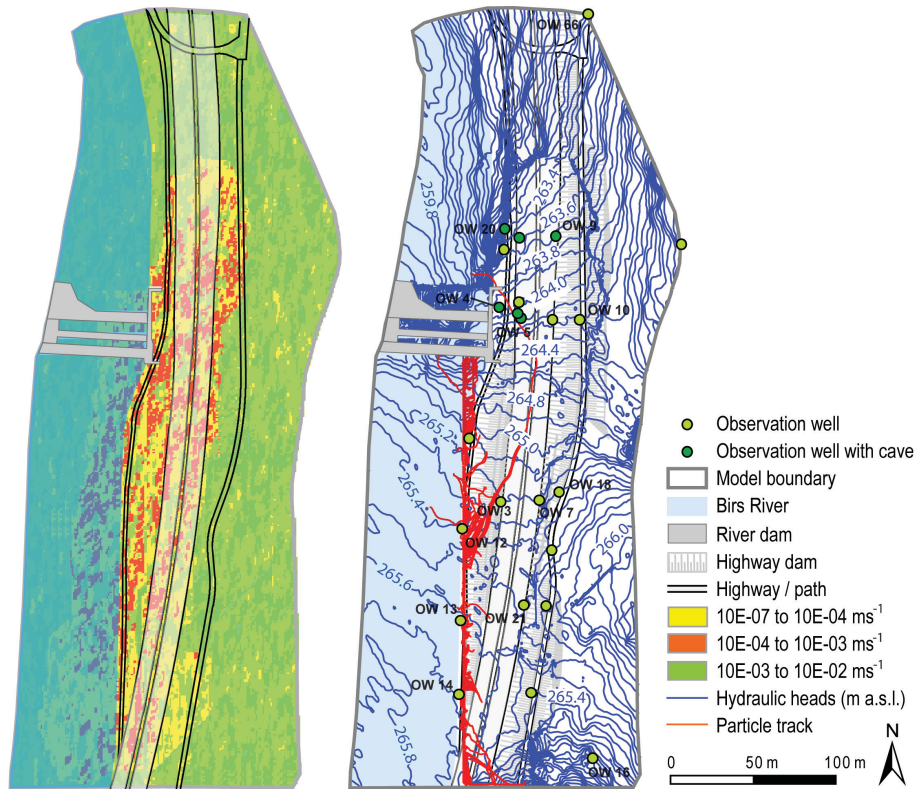 OW 66
259.8
263.4
263.6
263.8
264.0
264.4
264.8
265.0
265.2
265.4
265.6
265.8
266.0
265.4
OW 20
OW 9
OW 4
OW 10
OW 18
OW 3
OW 7
OW 12
OW 13
OW 21
OW 14
OW 16
Observation well
Observation well with cave
Model boundary
Birs River
River dam
Highway dam
Highway / path
10E-07 to 10E-04 ms⁻¹
10E-04 to 10E-03 ms⁻¹
10E-03 to 10E-02 ms⁻¹
Hydraulic heads (m a.s.l.)
Particle track
N
0 50 m 100 m